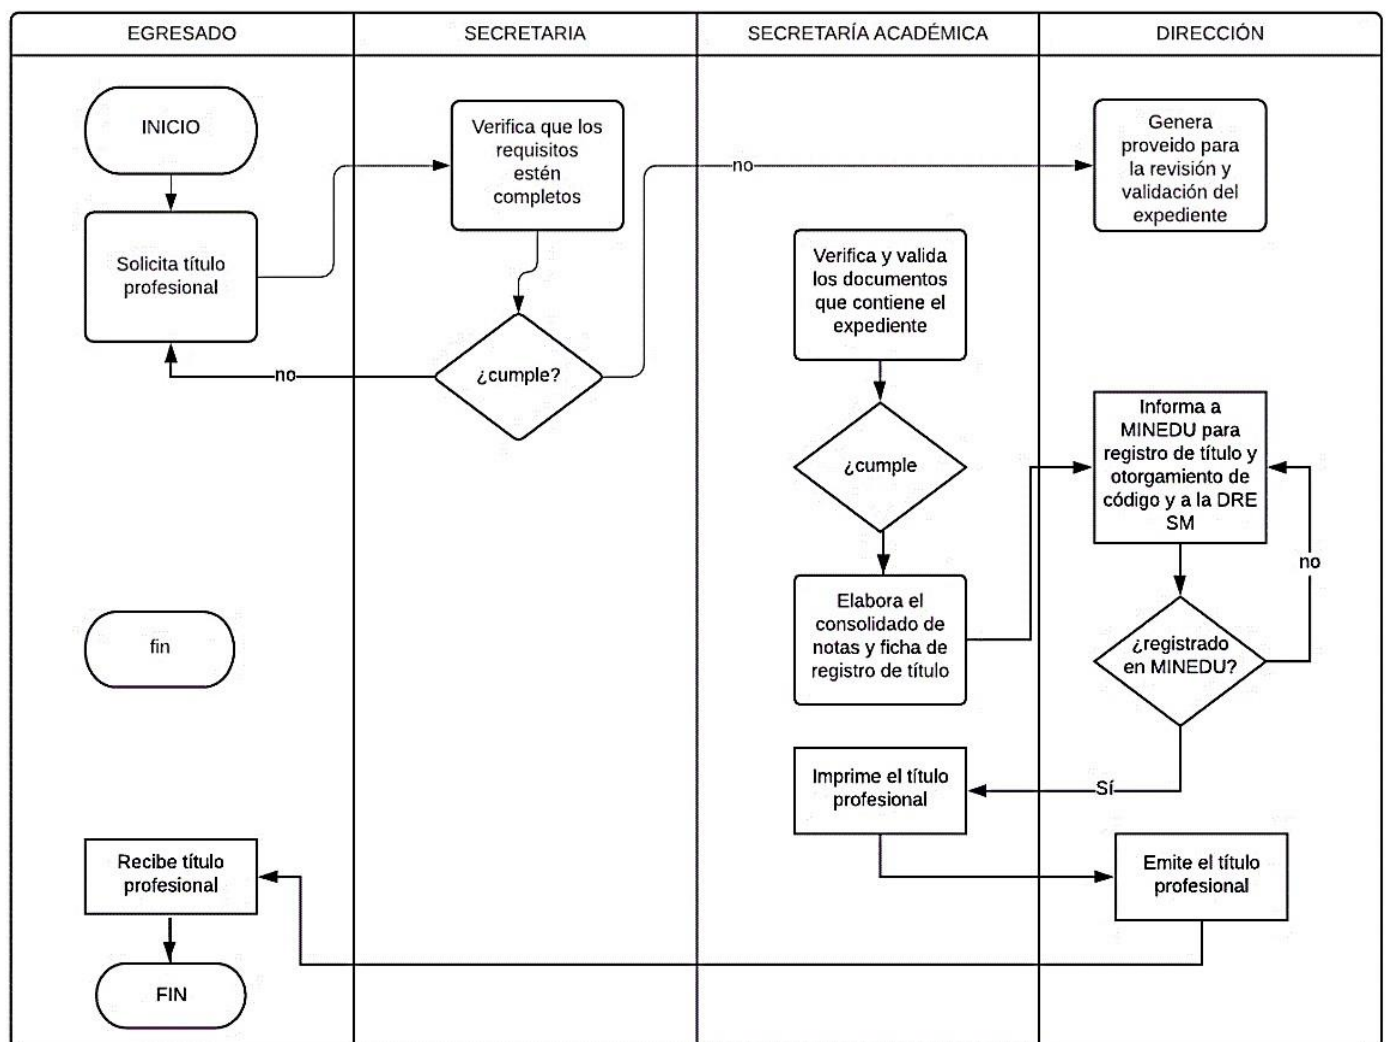 EGRESADO
SECRETARIA
SECRETARÍA ACADÉMICA
DIRECCIÓN
INICIO
Solicita título
profesional
Verifica que los
requisitos
estén
completos
¿cumple?
no
no
Genera
proveido para
la revisión y
validación del
expediente
Verifica y valida
los documentos
que contiene el
expediente
¿cumple
Elabora el
consolidado de
notas y ficha de
registro de título
Informa a
MINEDU para
registro de título y
otorgamiento de
código y a la DRE
SM
no
¿registrado
en MINEDU?
Sí
fin
Imprime el título
profesional
Emite el título
profesional
Recibe título
profesional
FIN